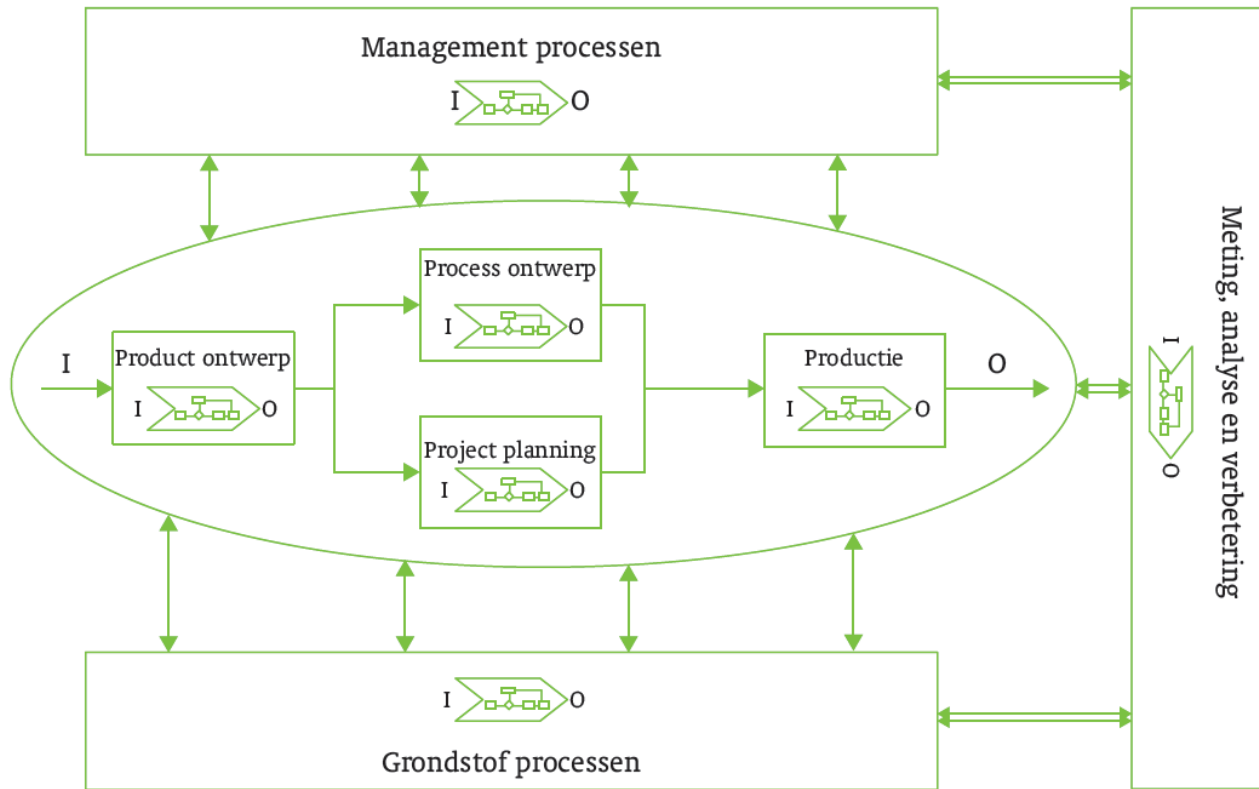 Management processen
I O
Process ontwerp
I O
I
Product ontwerp
I O
Productie
I O
O
Project planning
I O
I O
Grondstof processen
Meting, analyse en verbetering
I O